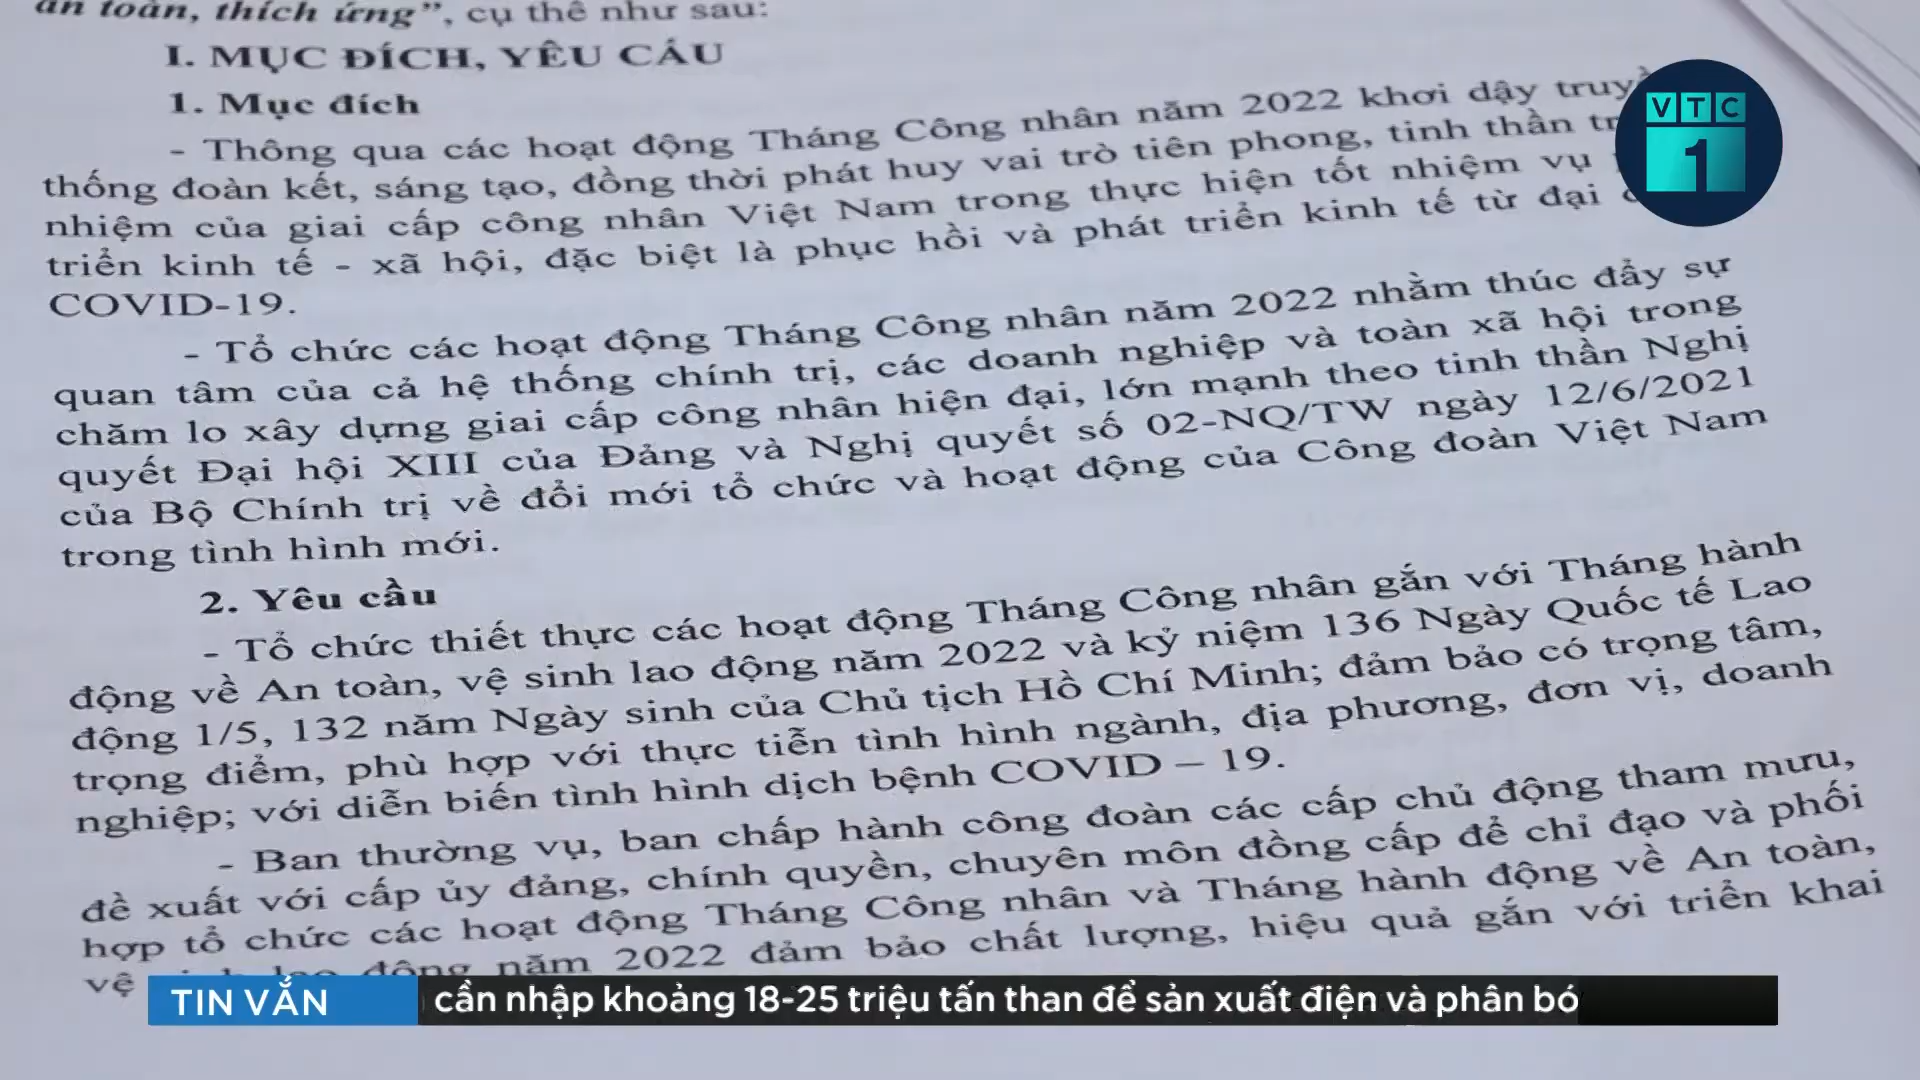 an toàn, thích ứng”, cụ thể như sau:
I. MỤC ĐÍCH, YÊU CẦU
1. Mục đích
- Thông qua các hoạt động Tháng Công nhân năm 2022 khơi dậy
thống đoàn kết, sáng tạo, đồng thời phát huy vai trò tiên phong, tinh thần
nhiệm của giai cấp công nhân Việt Nam trong thực hiện tốt nhiệm vụ
triển kinh tế - xã hội, đặc biệt là phục hồi và phát triển kinh tế từ đại
COVID-19.
- Tổ chức các hoạt động Tháng Công nhân năm 2022 nhằm thúc đẩy sự
quan tâm của cả hệ thống chính trị, các doanh nghiệp và toàn xã hội trong
chăm lo xây dựng giai cấp công nhân hiện đại, lớn mạnh theo tinh thần Nghị
quyết Đại hội XIII của Đảng và Nghị quyết số 02-NQ/TW ngày 12/6/2021
của Bộ Chính trị về đổi mới tổ chức và hoạt động của Công đoàn Việt Nam
trong tình hình mới.
2. Yêu cầu
- Tổ chức thiết thực các hoạt động Tháng Công nhân gắn với Tháng hành
động về An toàn, vệ sinh lao động năm 2022 và kỷ niệm 136 Ngày Quốc tế Lao
động 1/5, 132 năm Ngày sinh của Chủ tịch Hồ Chí Minh; đảm bảo có trọng tâm,
trọng điểm, phù hợp với thực tiễn tình hình ngành, địa phương, đơn vị, doanh
nghiệp; với diễn biến tình hình dịch bệnh COVID – 19.
- Ban thường vụ, ban chấp hành công đoàn các cấp chủ động tham mưu,
đề xuất với cấp ủy đảng, chính quyền, chuyên môn đồng cấp để chỉ đạo và phối
hợp tổ chức các hoạt động Tháng Công nhân và Tháng hành động về An toàn,
vệ sinh lao động năm 2022 đảm bảo chất lượng, hiệu quả gắn với triển khai
VTC
1
TIN VẮN cần nhập khoảng 18-25 triệu tấn than để sản xuất điện và phân bó